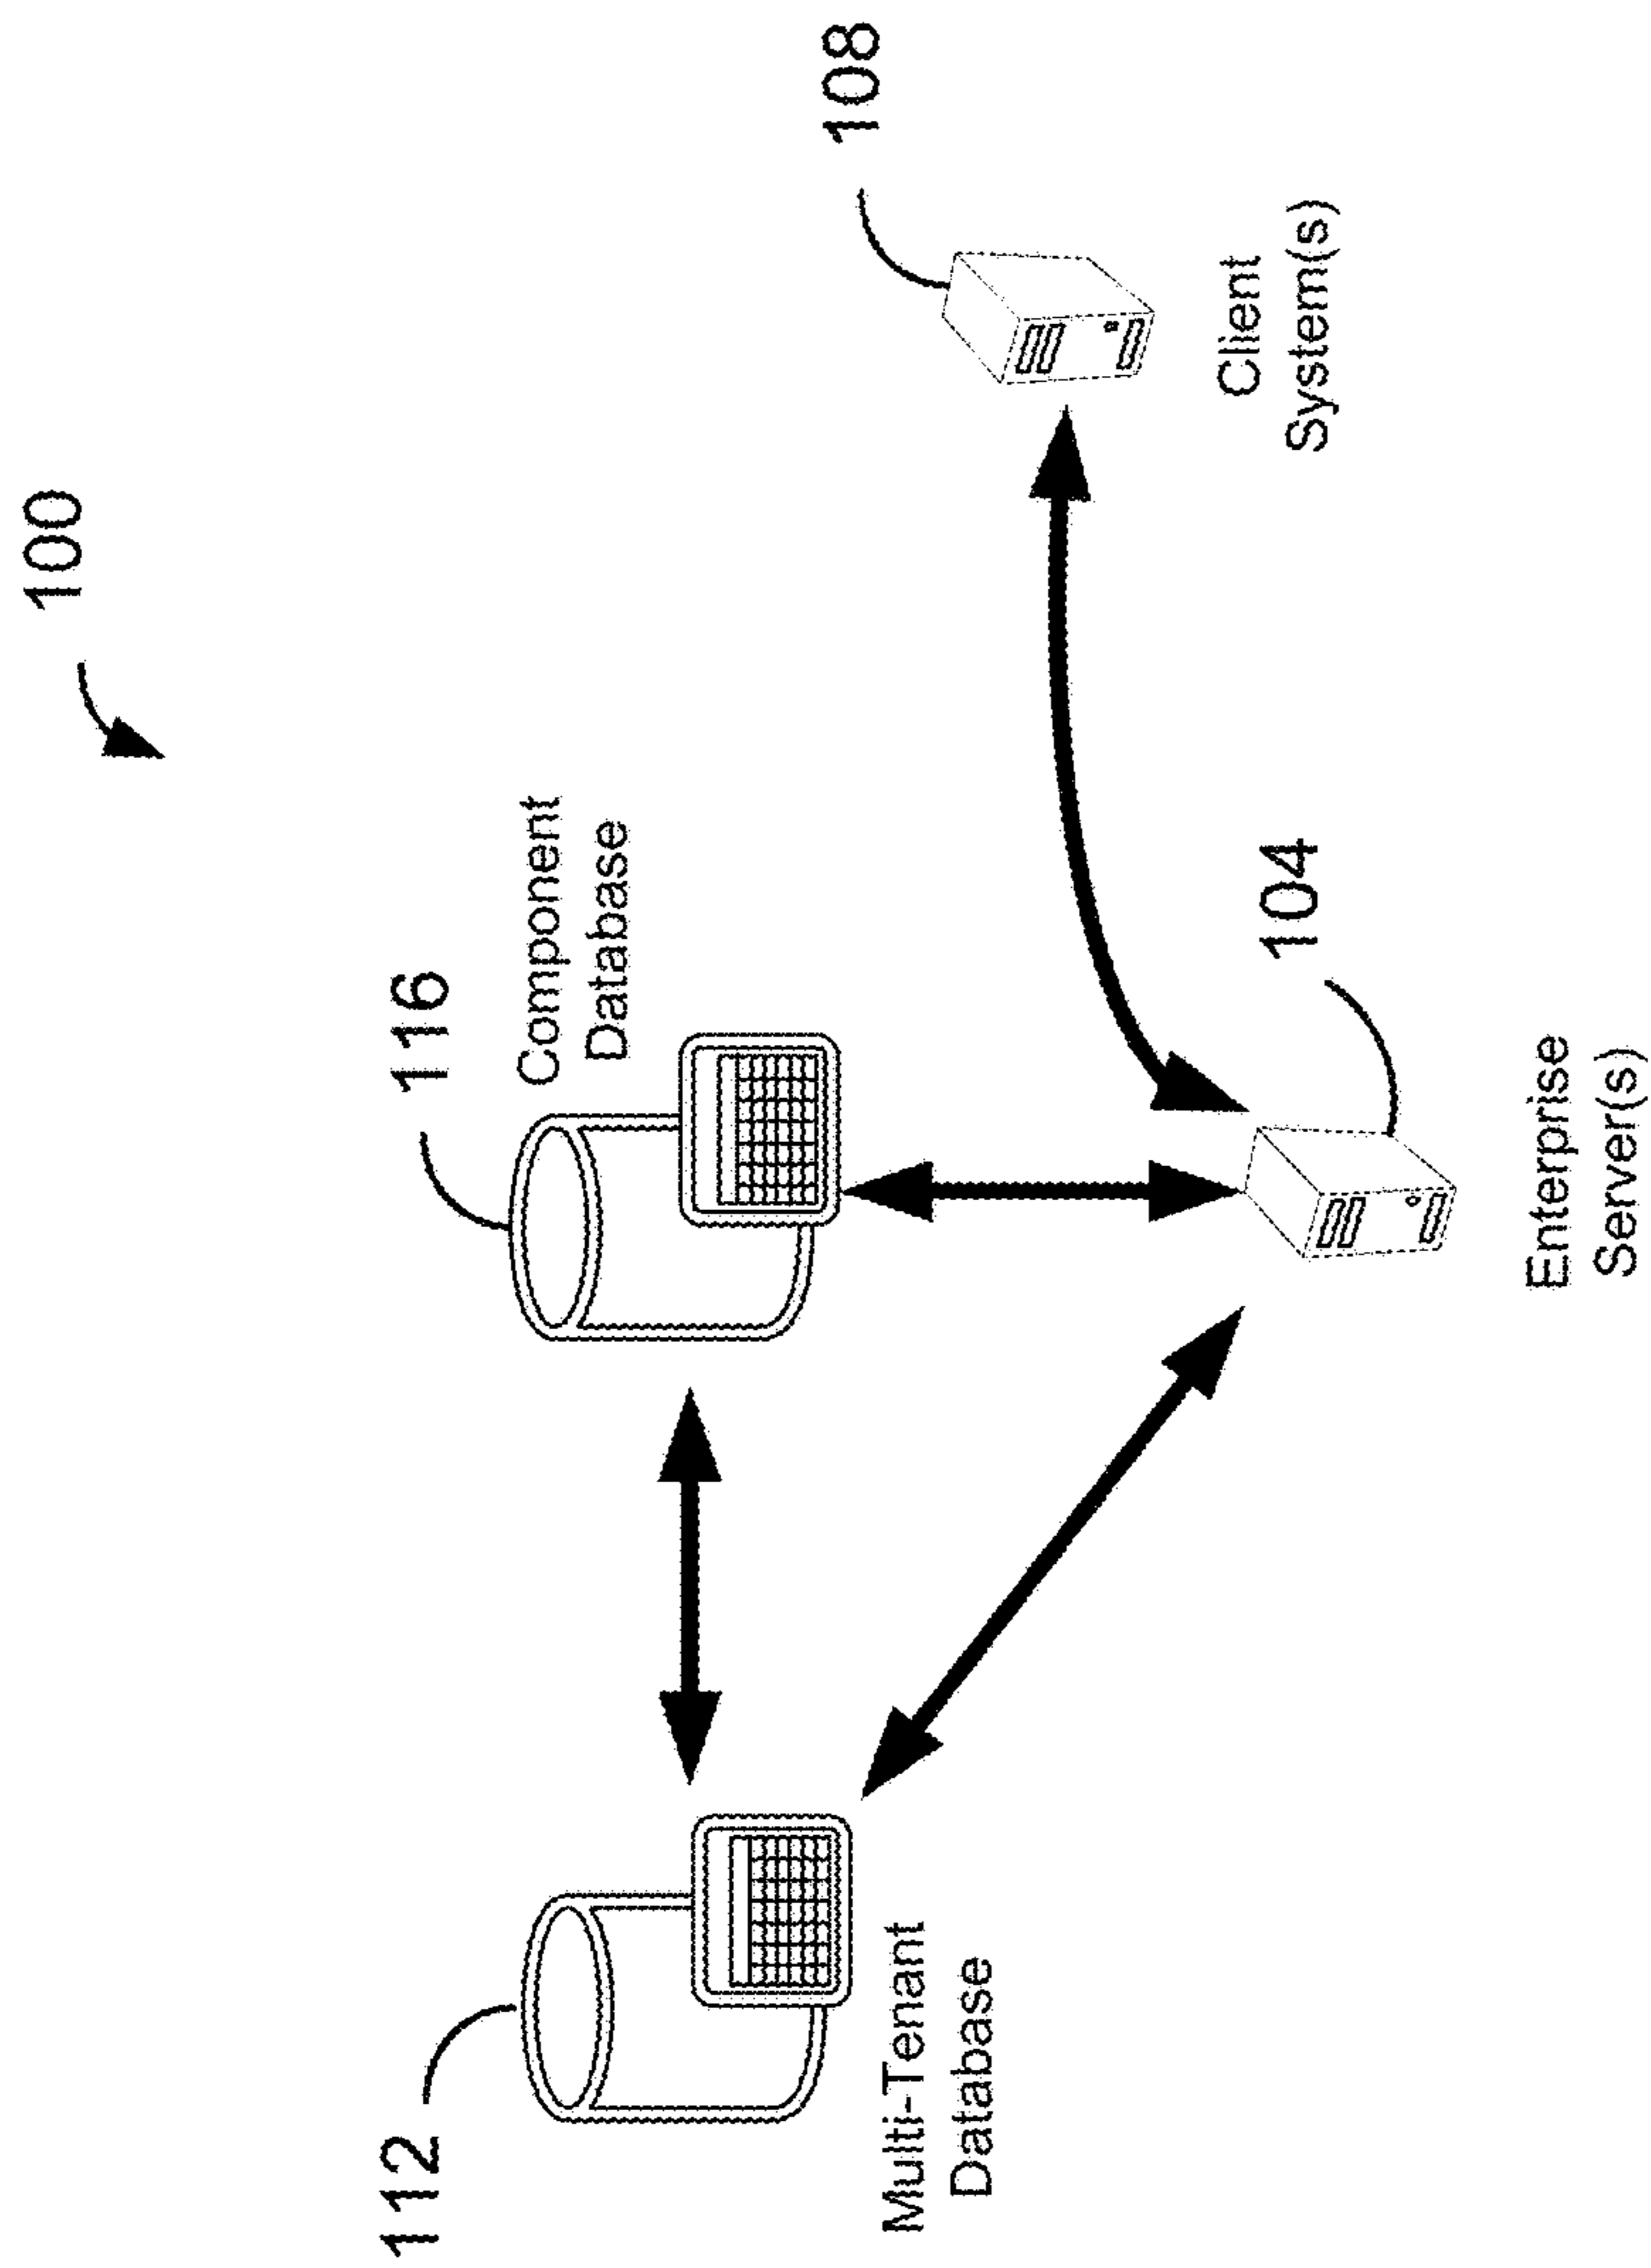 100
116
Component
Database
112
Multi-Tenant
Database
108
Client
System(s)
104
Enterprise
Server(s)